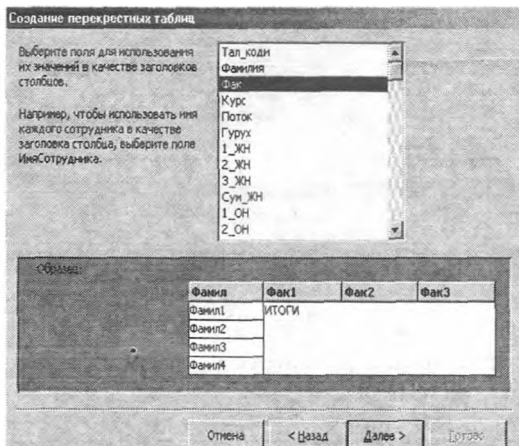 Создание перекрестных таблиц
Выберите поля для использования
их значений в качестве заголовков
столбцов.
Например, чтобы использовать имя
каждого сотрудника в качестве
заголовка столбца, выберите поле
ИмяСотрудника.
Тал_коди
Фамилия
Фак
Курс
Поток
Гурух
1_ЖН
2_ЖН
3_ЖН
Сум_ЖН
1_ОН
2_ОН
Образец:
Фамил Фак1 Фак2 Фак3
Фамил1 ИТОГИ
Фамил2
Фамил3
Фамил4
Отмена < Назад Далее > Готово